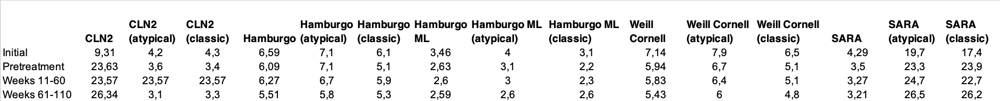 CLN2 CLN2 (atypical) CLN2 (classic) Hamburgo Hamburgo (atypical) Hamburgo (classic) Hamburgo ML Hamburgo ML (atypical) Hamburgo ML (classic) Weill Cornell Weill Cornell (atypical) Weill Cornell (classic) SARA SARA (atypical) SARA (classic)
Initial 9,31 4,2 4,3 6,59 7,1 6,1 3,46 4 3,1 7,14 7,9 6,5 4,29 19,7 17,4
Pretreatment 23,63 3,6 3,4 6,09 7,1 5,1 2,63 3,1 2,2 5,94 6,7 5,1 3,5 23,3 23,9
Weeks 11-60 23,57 23,57 23,57 6,27 6,7 5,9 2,6 3 2,3 5,83 6,4 5,1 3,27 24,7 22,7
Weeks 61-110 26,34 3,1 3,3 5,51 5,8 5,3 2,59 2,6 2,6 5,43 6 4,8 3,21 26,5 26,2